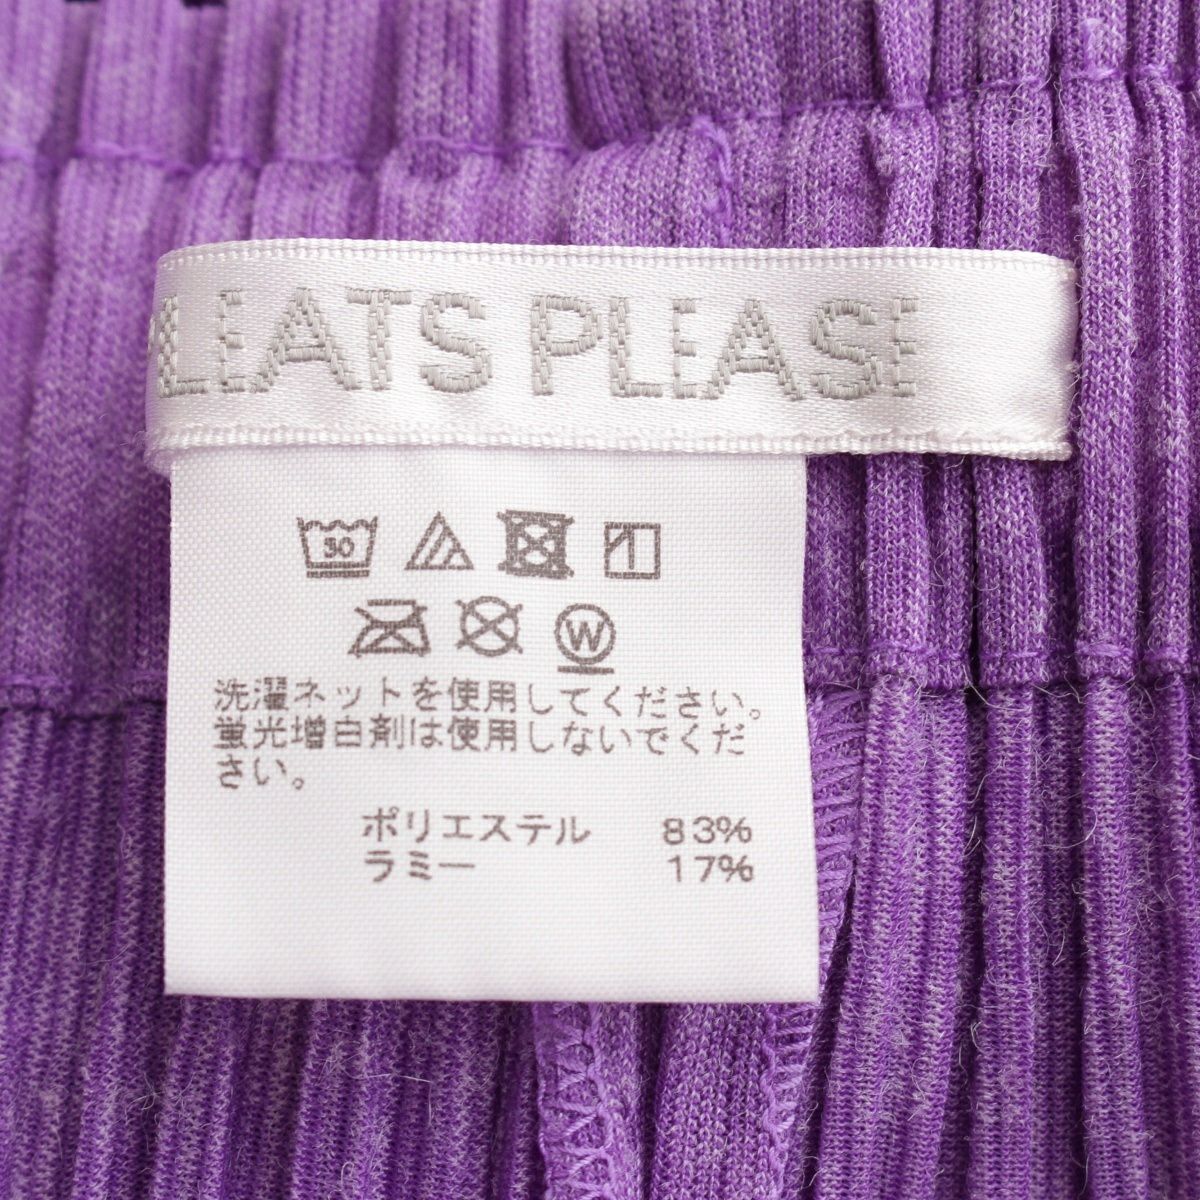 PLEATS PLEASE
30
W
洗濯ネットを使用してください。
蛍光増白剤は使用しないでくだ
さい。
ポリエステル 83%
ラミー 17%